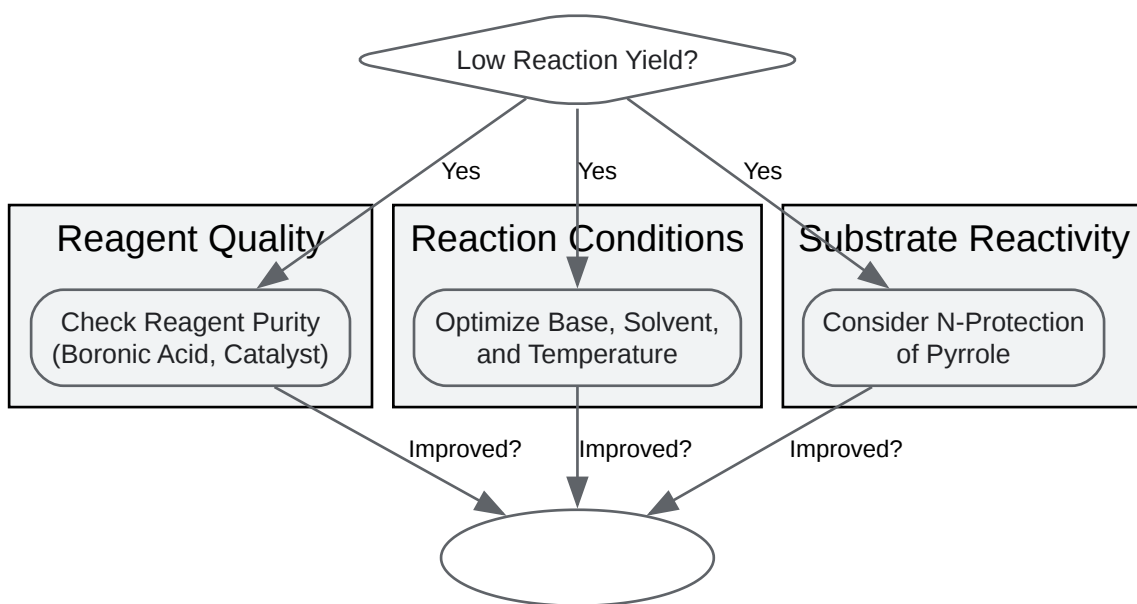 Low Reaction Yield?
Yes
Yes
Yes
Reagent Quality
Reaction Conditions
Substrate Reactivity
Check Reagent Purity
(Boronic Acid, Catalyst)
Optimize Base, Solvent,
and Temperature
Consider N-Protection
of Pyrrole
Improved?
Improved?
Improved?